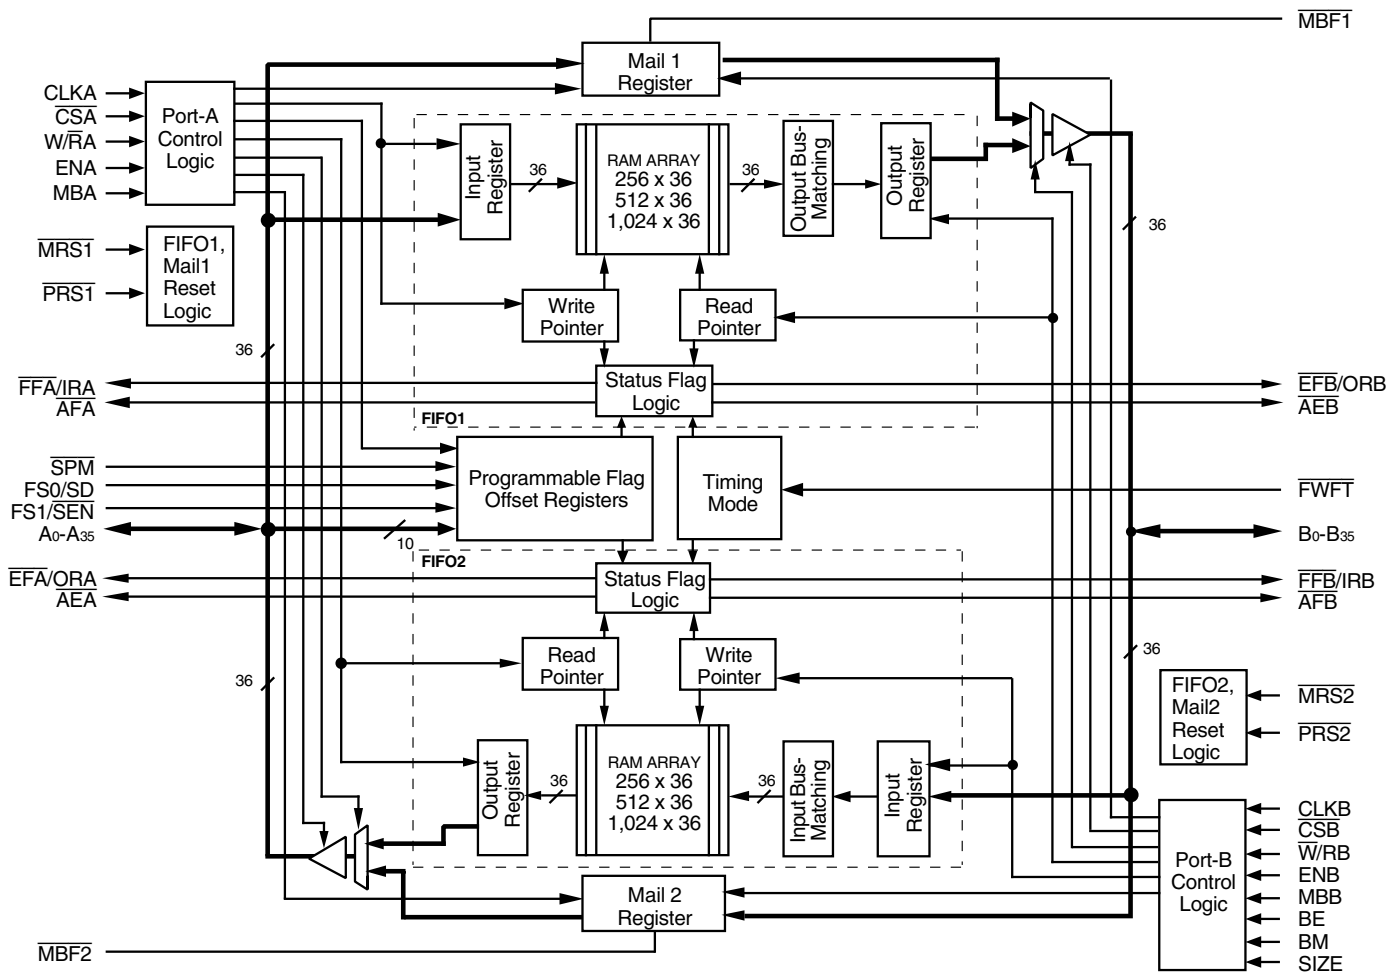 MBF1
Mail 1
Register
CLKA
CSA
W/RA
ENA
MBA
Port-A
Control
Logic
36
Input
Register
36
RAM ARRAY
256 x 36
512 x 36
1,024 x 36
36
Output Bus-
Matching
Output
Register
MRS1
PRS1
FIFO1,
Mail1
Reset
Logic
Write
Pointer
Read
Pointer
36
FFA/IRA
AFA
Status Flag
Logic
EFB/ORB
AEB
FIFO1
SPM
FS0/SD
FS1/SEN
A0-A35
Programmable Flag
Offset Registers
10
Timing
Mode
FWFT
B0-B35
FIFO2
EFA/ORA
AEA
Status Flag
Logic
FFB/IRB
AFB
Read
Pointer
Write
Pointer
36
36
FIFO2,
Mail2
Reset
Logic
MRS2
PRS2
Output
Register
36
RAM ARRAY
256 x 36
512 x 36
1,024 x 36
36
Input Bus-
Matching
Input
Register
Port-B
Control
Logic
CLKB
CSB
W/RB
ENB
MBB
BE
BM
SIZE
Mail 2
Register
MBF2